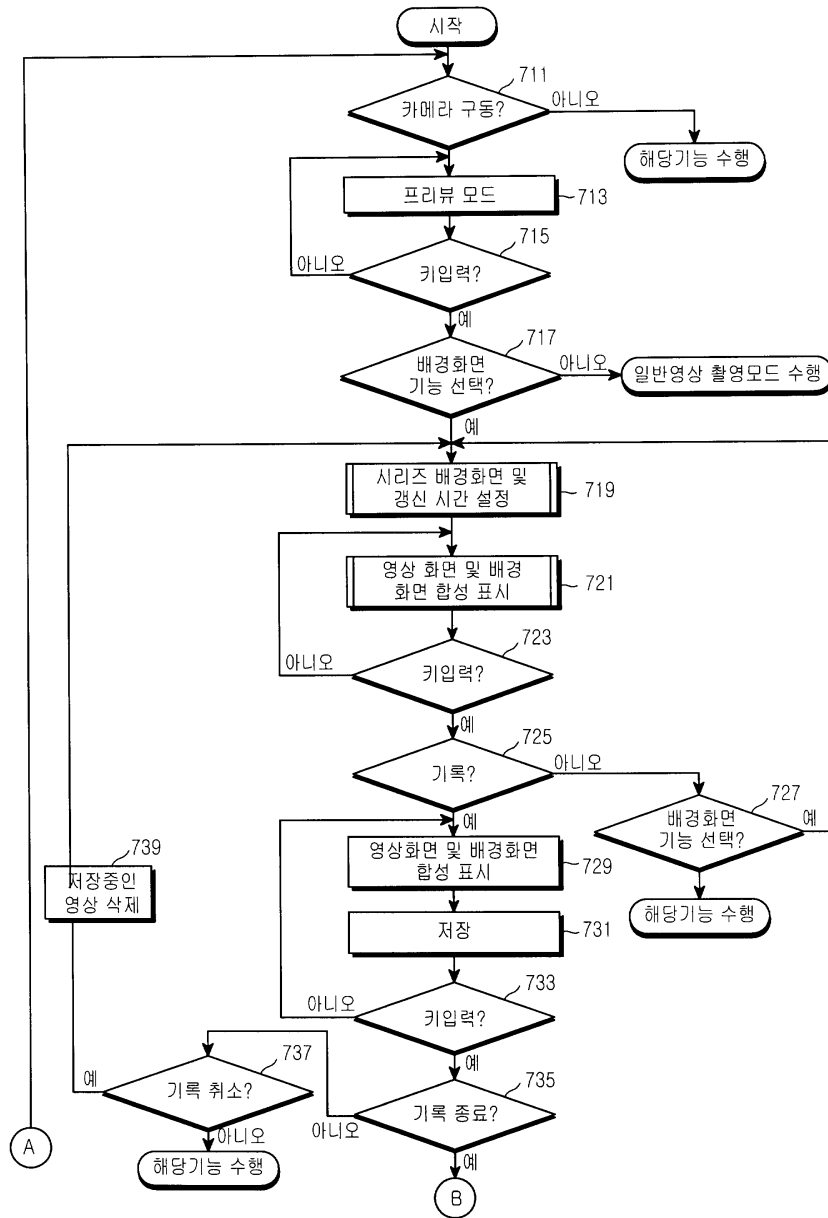 시작
711
카메라 구동?
아니오
해당기능 수행
프리뷰 모드
713
715
키입력?
아니오
예
717
배경화면
기능 선택?
아니오
일반영상 촬영모드 수행
예
시리즈 배경화면 및
갱신 시간 설정
719
영상 화면 및 배경
화면 합성 표시
721
723
키입력?
아니오
예
725
기록?
아니오
예
727
배경화면
기능 선택?
예
해당기능 수행
영상화면 및 배경화면
합성 표시
729
739
저장중인
영상 삭제
저장
731
733
키입력?
아니오
예
737
기록 취소?
예
아니오
해당기능 수행
735
기록 종료?
아니오
예
A
B